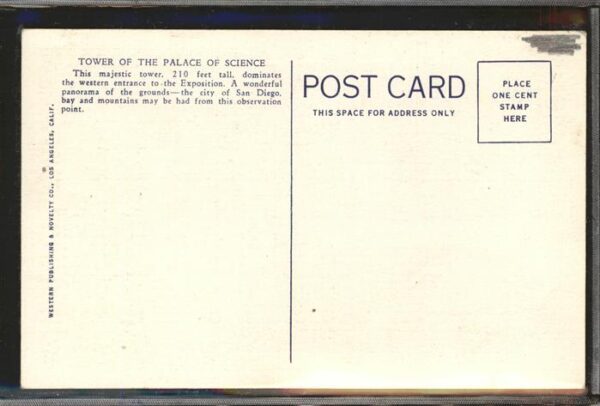 TOWER OF THE PALACE OF SCIENCE
This majestic tower, 210 feet tall, dominates
the western entrance to the Exposition. A wonderful
panorama of the grounds—the city of San Diego,
bay and mountains may be had from this observation
point.
WESTERN PUBLISHING & NOVELTY CO., LOS ANGELES, CALIF.
POST CARD
THIS SPACE FOR ADDRESS ONLY
PLACE
ONE CENT
STAMP
HERE